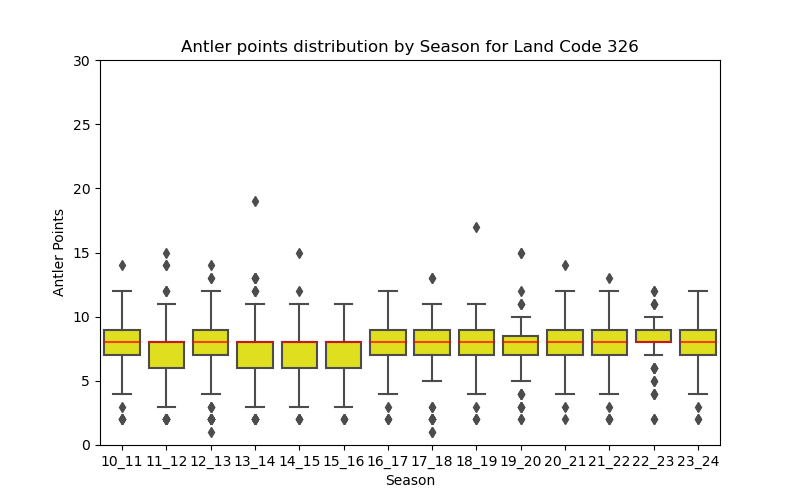 Antler points distribution by Season for Land Code 326
30
25
20
15
10
5
0
Antler Points
10_11 11_12 12_13 13_14 14_15 15_16 16_17 17_18 18_19 19_20 20_21 21_22 22_23 23_24
Season